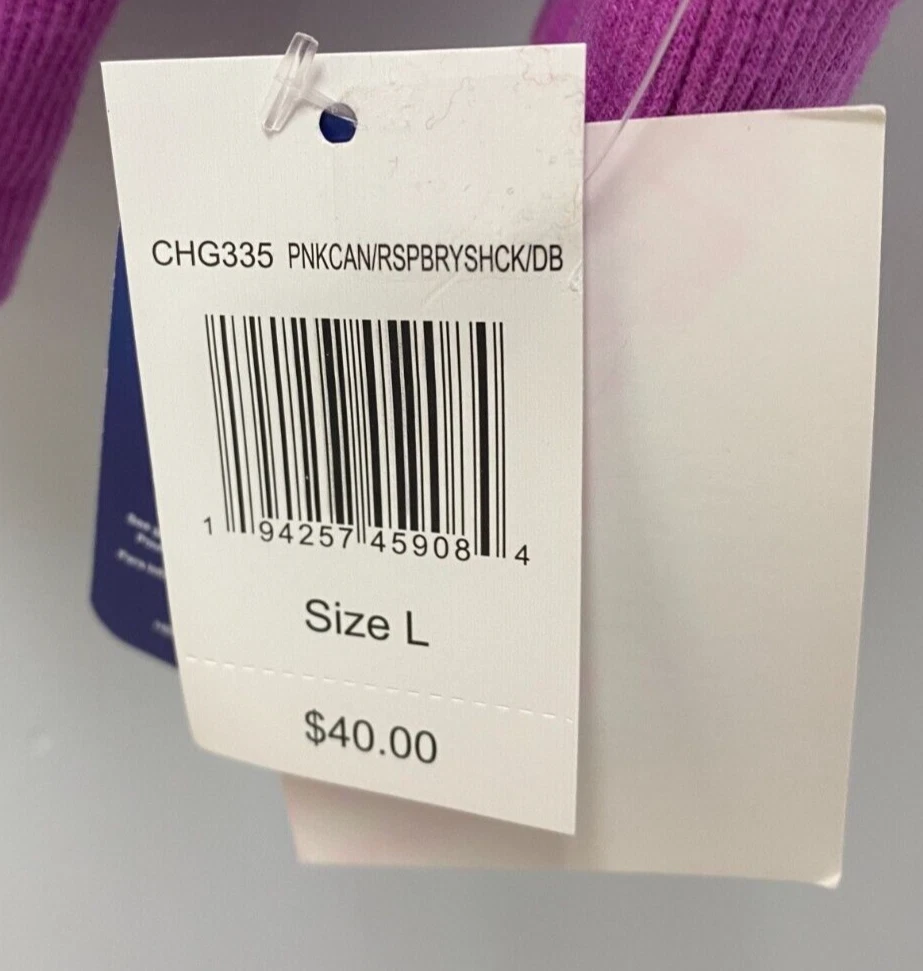 CHG335 PNKCAN/RSPBRYSHCK/DB
1 94257 45908 4
Size L
$40.00